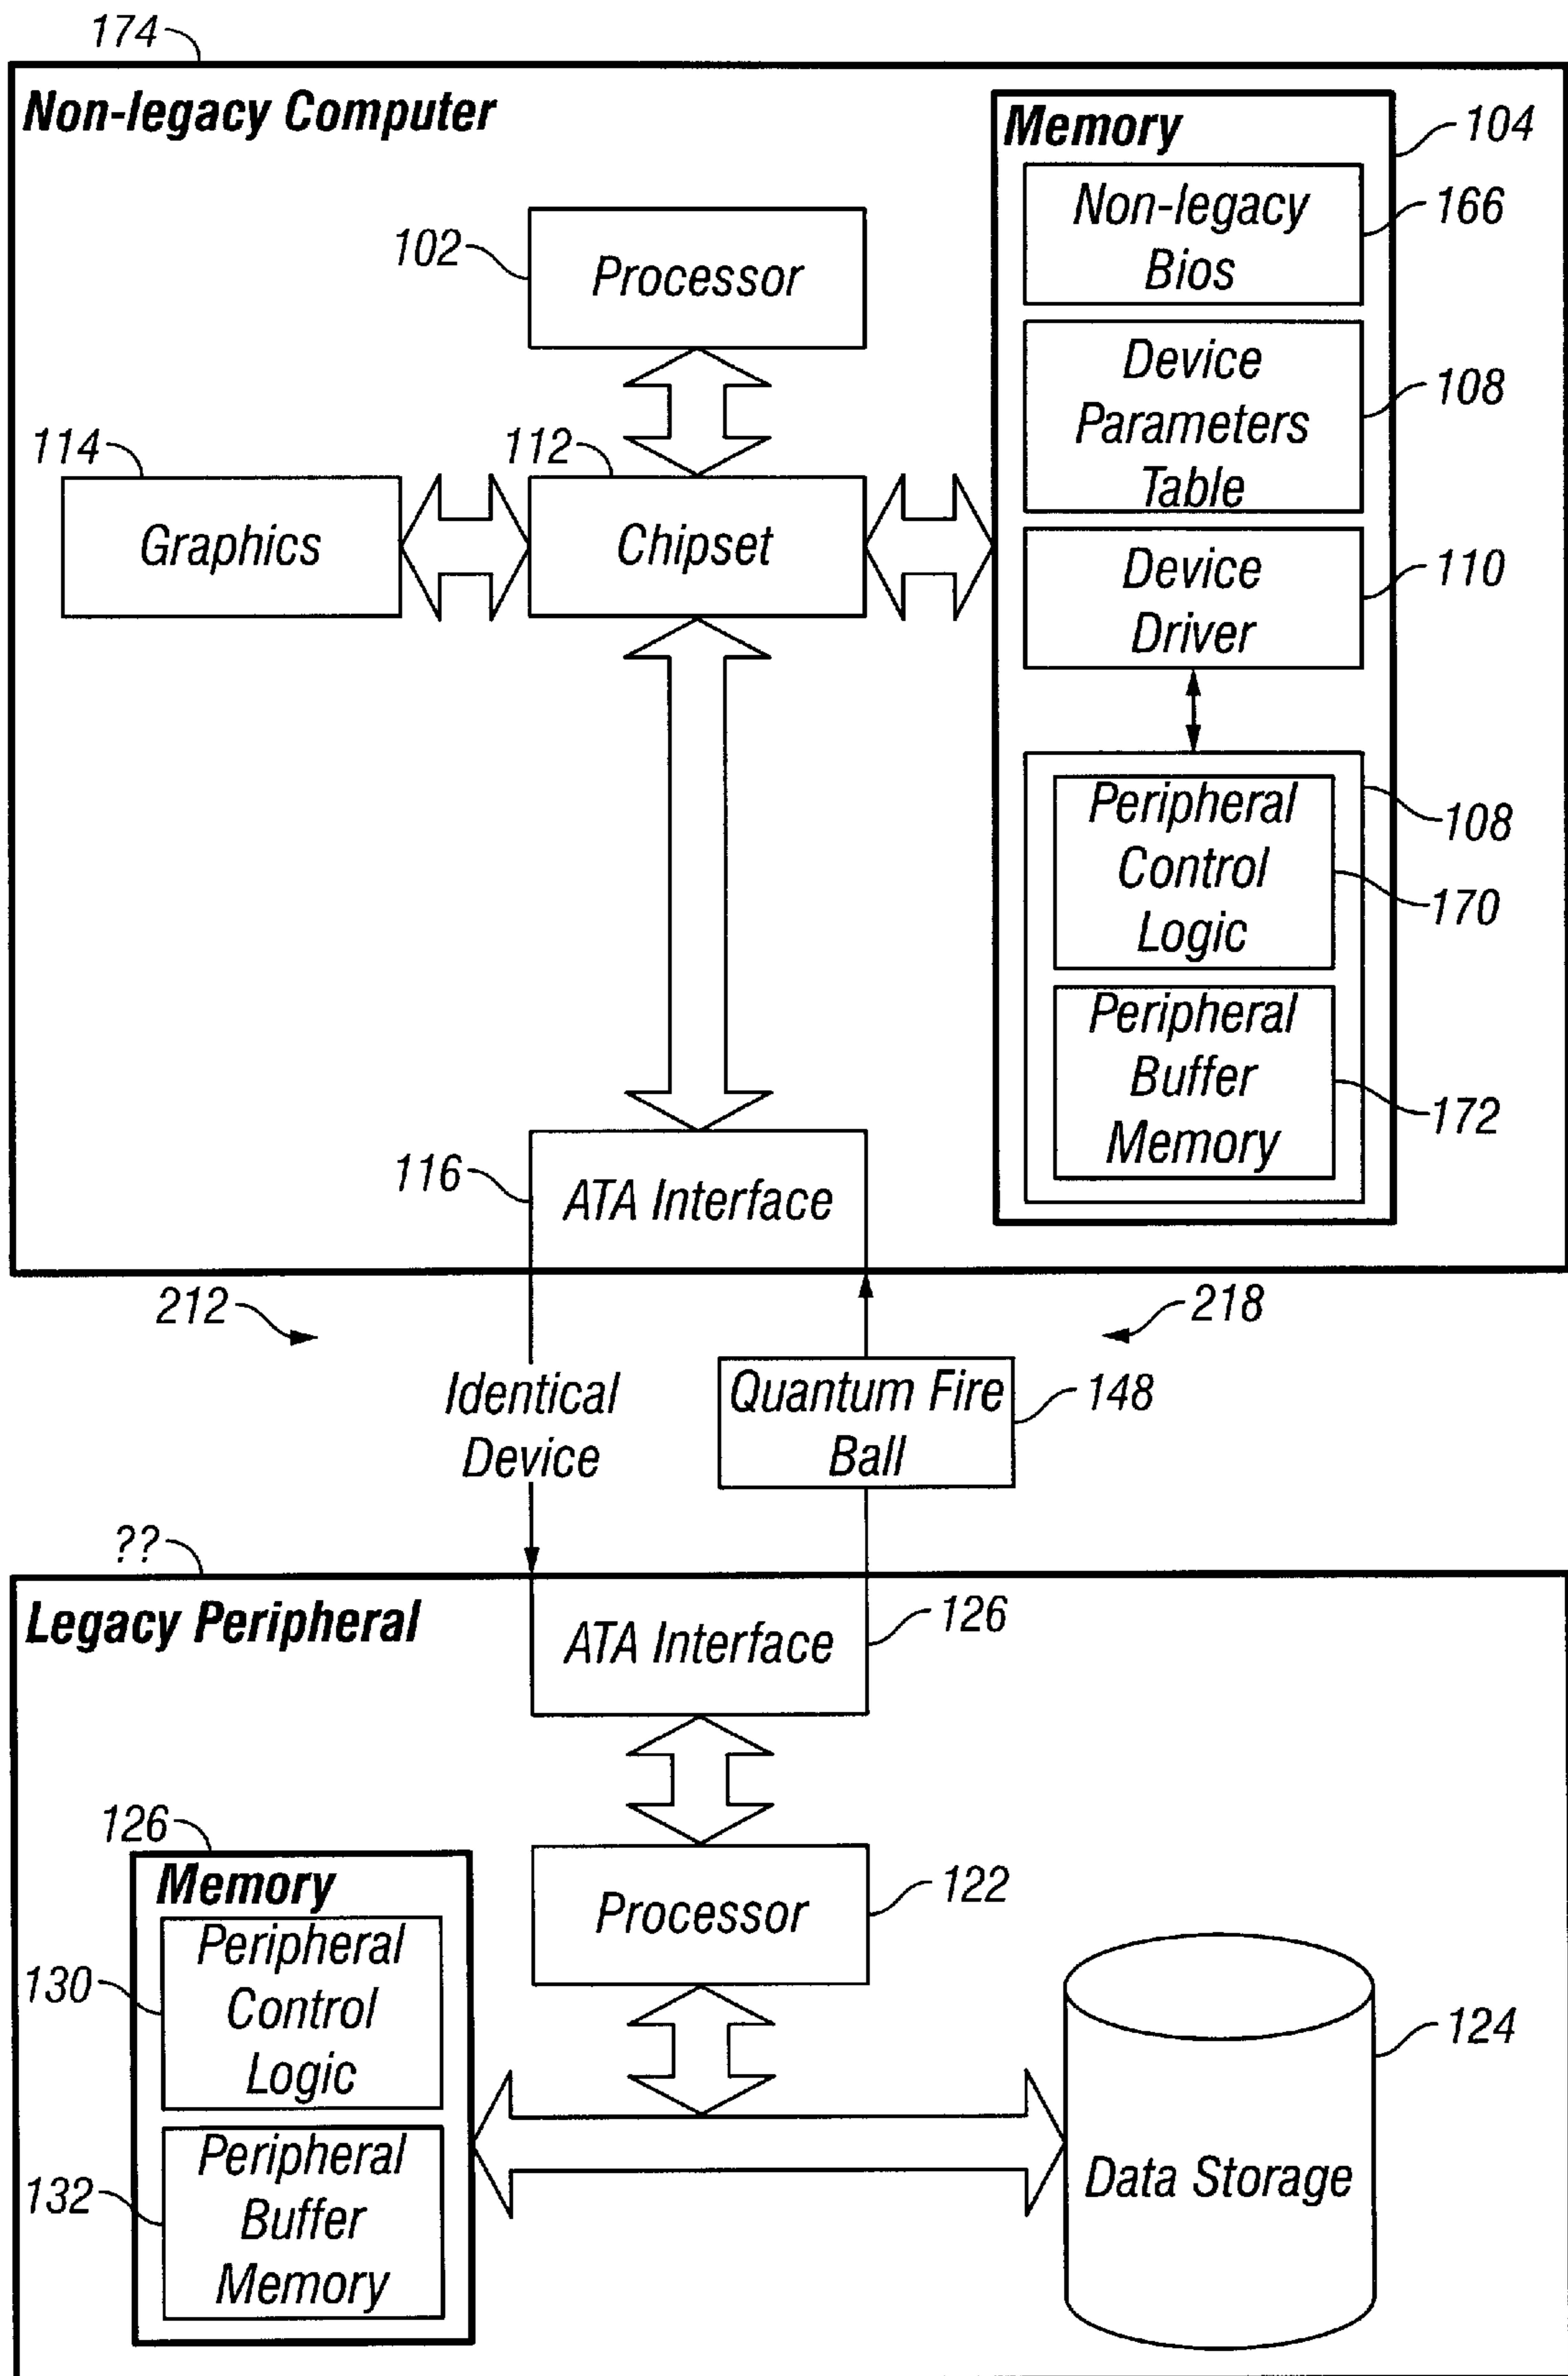 174
Non-legacy Computer
Memory
104
Non-legacy
Bios
166
102
Processor
Device
Parameters
Table
108
114
112
Graphics
Chipset
Device
Driver
110
Peripheral
Control
Logic
108
170
Peripheral
Buffer
Memory
172
116
ATA Interface
212
218
Identical
Device
Quantum Fire
Ball
148
??
Legacy Peripheral
ATA Interface
126
126
Memory
Processor
122
Peripheral
Control
Logic
130
124
Peripheral
Buffer
Memory
132
Data Storage